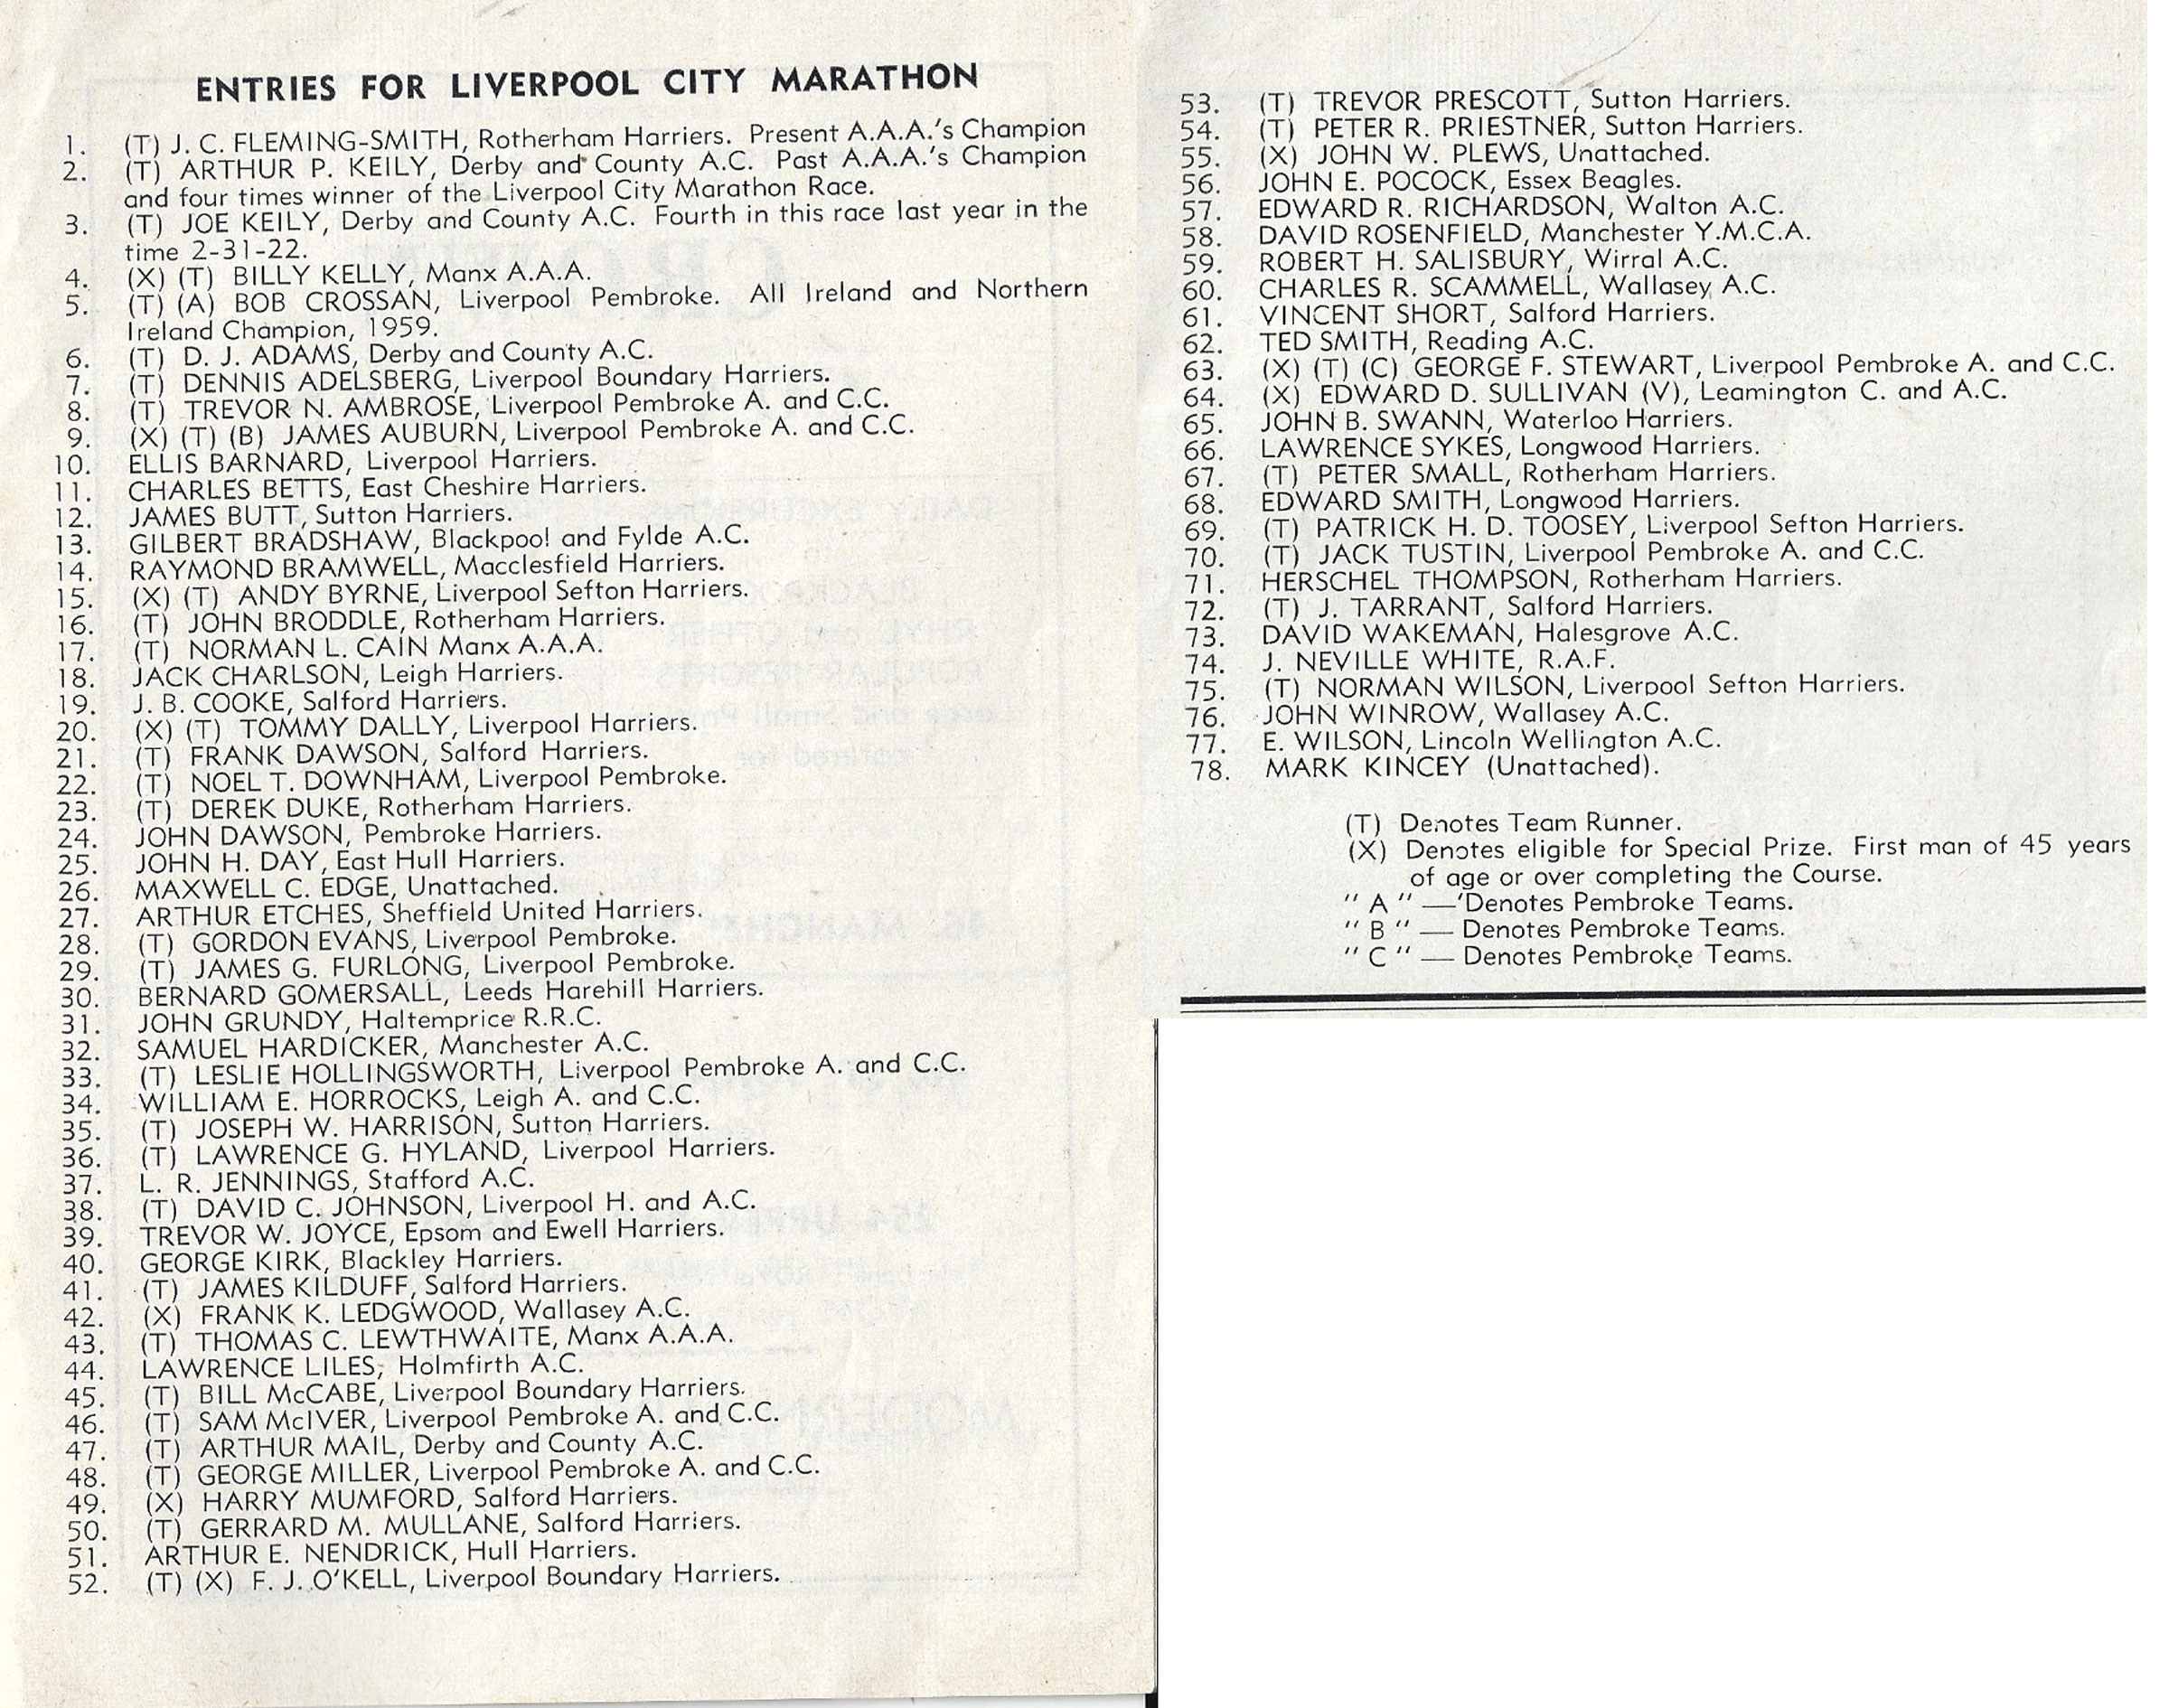 ENTRIES FOR LIVERPOOL CITY MARATHON
1. (T) J. C. FLEMING-SMITH, Rotherham Harriers. Present A.A.A.'s Champion
2. (T) ARTHUR P. KEILY, Derby and County A.C. Past A.A.A.'s Champion
and four times winner of the Liverpool City Marathon Race.
3. (T) JOE KEILY, Derby and County A.C. Fourth in this race last year in the
time 2-31-22.
4. (X) (T) BILLY KELLY, Manx A.A.A.
5. (T) (A) BOB CROSSAN, Liverpool Pembroke. All Ireland and Northern
Ireland Champion, 1959.
6. (T) D. J. ADAMS, Derby and County A.C.
7. (T) DENNIS ADELSBERG, Liverpool Boundary Harriers.
8. (T) TREVOR N. AMBROSE, Liverpool Pembroke A. and C.C.
9. (X) (T) (B) JAMES AUBURN, Liverpool Pembroke A. and C.C.
10. ELLIS BARNARD, Liverpool Harriers.
11. CHARLES BETTS, East Cheshire Harriers.
12. JAMES BUTT, Sutton Harriers.
13. GILBERT BRADSHAW, Blackpool and Fylde A.C.
14. RAYMOND BRAMWELL, Macclesfield Harriers.
15. (X) (T) ANDY BYRNE, Liverpool Sefton Harriers.
16. (T) JOHN BRODDLE, Rotherham Harriers.
17. (T) NORMAN L. CAIN Manx A.A.A.
18. JACK CHARLSON, Leigh Harriers.
19. J. B. COOKE, Salford Harriers.
20. (X) (T) TOMMY DALLY, Liverpool Harriers.
21. (T) FRANK DAWSON, Salford Harriers.
22. (T) NOEL T. DOWNHAM, Liverpool Pembroke.
23. (T) DEREK DUKE, Rotherham Harriers.
24. JOHN DAWSON, Pembroke Harriers.
25. JOHN H. DAY, East Hull Harriers.
26. MAXWELL C. EDGE, Unattached.
27. ARTHUR ETCHES, Sheffield United Harriers.
28. (T) GORDON EVANS, Liverpool Pembroke.
29. (T) JAMES G. FURLONG, Liverpool Pembroke.
30. BERNARD GOMERSALL, Leeds Harehill Harriers.
31. JOHN GRUNDY, Haltemprice R.R.C.
32. SAMUEL HARDICKER, Manchester A.C.
33. (T) LESLIE HOLLINGSWORTH, Liverpool Pembroke A. and C.C.
34. WILLIAM E. HORROCKS, Leigh A. and C.C.
35. (T) JOSEPH W. HARRISON, Sutton Harriers.
36. (T) LAWRENCE G. HYLAND, Liverpool Harriers.
37. L. R. JENNINGS, Stafford A.C.
38. (T) DAVID C. JOHNSON, Liverpool H. and A.C.
39. TREVOR W. JOYCE, Epsom and Ewell Harriers.
40. GEORGE KIRK, Blackley Harriers.
41. (T) JAMES KILDUFF, Salford Harriers.
42. (X) FRANK K. LEDGWOOD, Wallasey A.C.
43. (T) THOMAS C. LEWTHWAITE, Manx A.A.A.
44. LAWRENCE LILES, Holmfirth A.C.
45. (T) BILL McCABE, Liverpool Boundary Harriers.
46. (T) SAM McIVER, Liverpool Pembroke A. and C.C.
47. (T) ARTHUR MAIL, Derby and County A.C.
48. (T) GEORGE MILLER, Liverpool Pembroke A. and C.C.
49. (X) HARRY MUMFORD, Salford Harriers.
50. (T) GERRARD M. MULLANE, Salford Harriers.
51. ARTHUR E. NENDRICK, Hull Harriers.
52. (T) (X) F. J. O'KELL, Liverpool Boundary Harriers.
53. (T) TREVOR PRESCOTT, Sutton Harriers.
54. (T) PETER R. PRIESTNER, Sutton Harriers.
55. (X) JOHN W. PLEWS, Unattached.
56. JOHN E. POCOCK, Essex Beagles.
57. EDWARD R. RICHARDSON, Walton A.C.
58. DAVID ROSENFIELD, Manchester Y.M.C.A.
59. ROBERT H. SALISBURY, Wirral A.C.
60. CHARLES R. SCAMMELL, Wallasey A.C.
61. VINCENT SHORT, Salford Harriers.
62. TED SMITH, Reading A.C.
63. (X) (T) (C) GEORGE F. STEWART, Liverpool Pembroke A. and C.C.
64. (X) EDWARD D. SULLIVAN (V), Leamington C. and A.C.
65. JOHN B. SWANN, Waterloo Harriers.
66. LAWRENCE SYKES, Longwood Harriers.
67. (T) PETER SMALL, Rotherham Harriers.
68. EDWARD SMITH, Longwood Harriers.
69. (T) PATRICK H. D. TOOSEY, Liverpool Sefton Harriers.
70. (T) JACK TUSTIN, Liverpool Pembroke A. and C.C.
71. HERSCHEL THOMPSON, Rotherham Harriers.
72. (T) J. TARRANT, Salford Harriers.
73. DAVID WAKEMAN, Halesgrove A.C.
74. J. NEVILLE WHITE, R.A.F.
75. (T) NORMAN WILSON, Liverpool Sefton Harriers.
76. JOHN WINROW, Wallasey A.C.
77. E. WILSON, Lincoln Wellington A.C.
78. MARK KINCEY (Unattached).
(T) Denotes Team Runner.
(X) Denotes eligible for Special Prize. First man of 45 years
of age or over completing the Course.
"A" — Denotes Pembroke Teams.
"B" — Denotes Pembroke Teams.
"C" — Denotes Pembroke Teams.